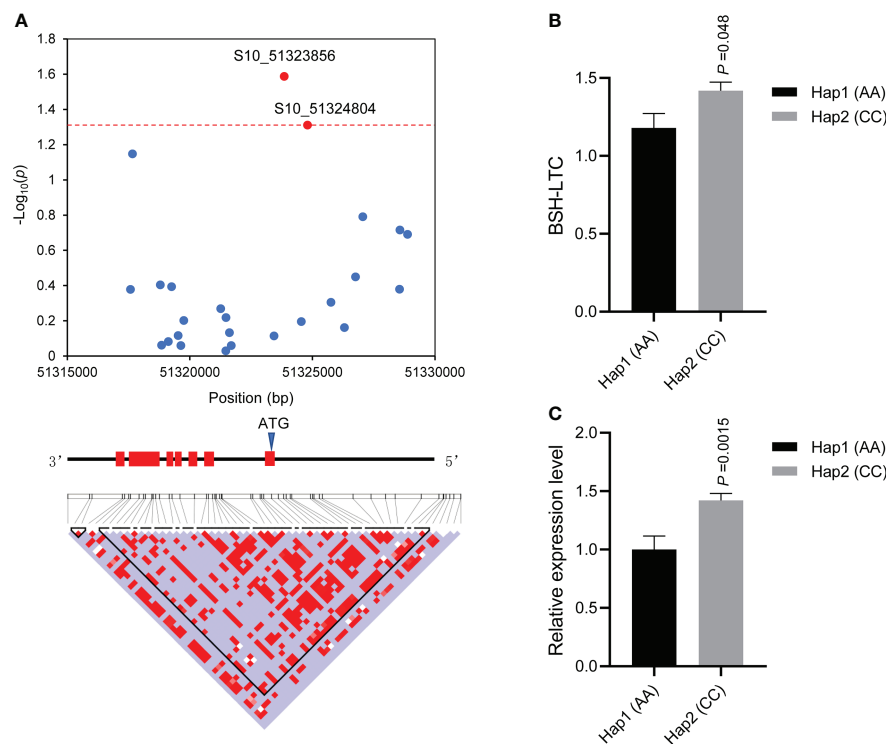 A
1.8
1.6
1.4
1.2
1
0.8
0.6
0.4
0.2
0
-Log10(p)
S10_51323856
S10_51324804
51315000
51320000
51325000
51330000
Position (bp)
ATG
3'
5'
B
P =0.048
Hap1 (AA)
Hap2 (CC)
1.5
1.0
0.5
0.0
BSH-LTC
Hap1 (AA)
Hap2 (CC)
C
P =0.0015
Hap1 (AA)
Hap2 (CC)
2.0
1.5
1.0
0.5
0.0
Relative expression level
Hap1 (AA)
Hap2 (CC)